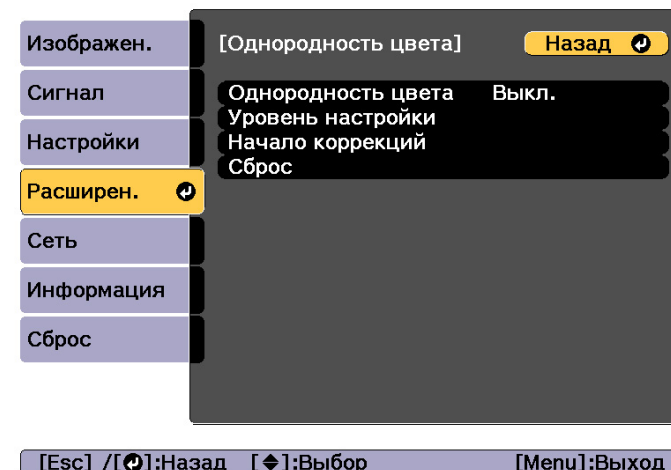 Изображен.
Сигнал
Настройки
Расширен.
Сеть
Информация
Сброс
[Однородность цвета] Назад
Однородность цвета Выкл.
Уровень настройки
Начало коррекций
Сброс
[Esc] /[ ]:Назад [ ]:Выбор [Menu]:Выход